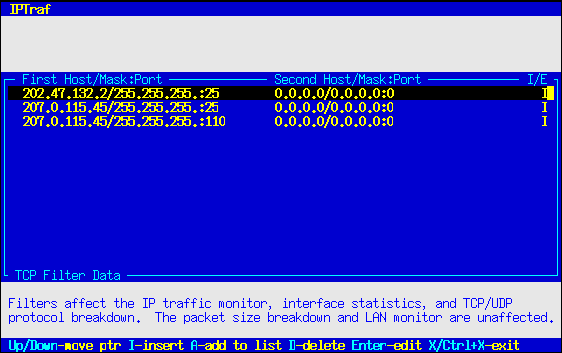 IPTraf
First Host/Mask:Port Second Host/Mask:Port I/E
202.47.132.2/255.255.255.:25 0.0.0.0/0.0.0.0:0 I
207.0.115.45/255.255.255.:25 0.0.0.0/0.0.0.0:0 I
207.0.115.45/255.255.255.:110 0.0.0.0/0.0.0.0:0 I
TCP Filter Data
Filters affect the IP traffic monitor, interface statistics, and TCP/UDP
protocol breakdown. The packet size breakdown and LAN monitor are unaffected.
Up/Down-move ptr I-insert A-add to list D-delete Enter-edit X/Ctrl+X-exit